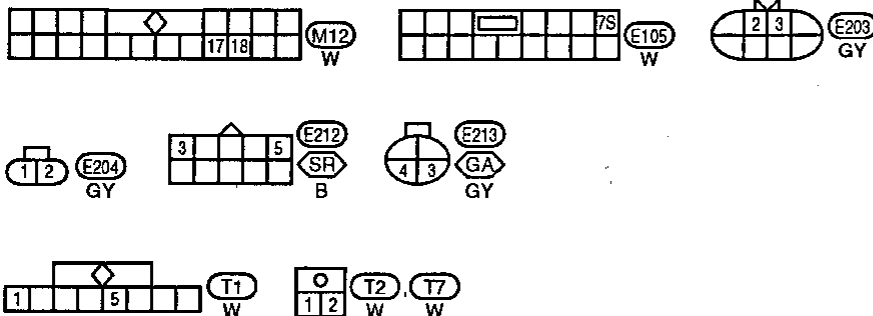 7S
2 3
17 18
M12
W
E105
W
E203
GY
E212
3 5
SR
B
E213
4 3
GA
GY
1 2
E204
GY
1 5
T1
W
1 2
T2 , T7
W W